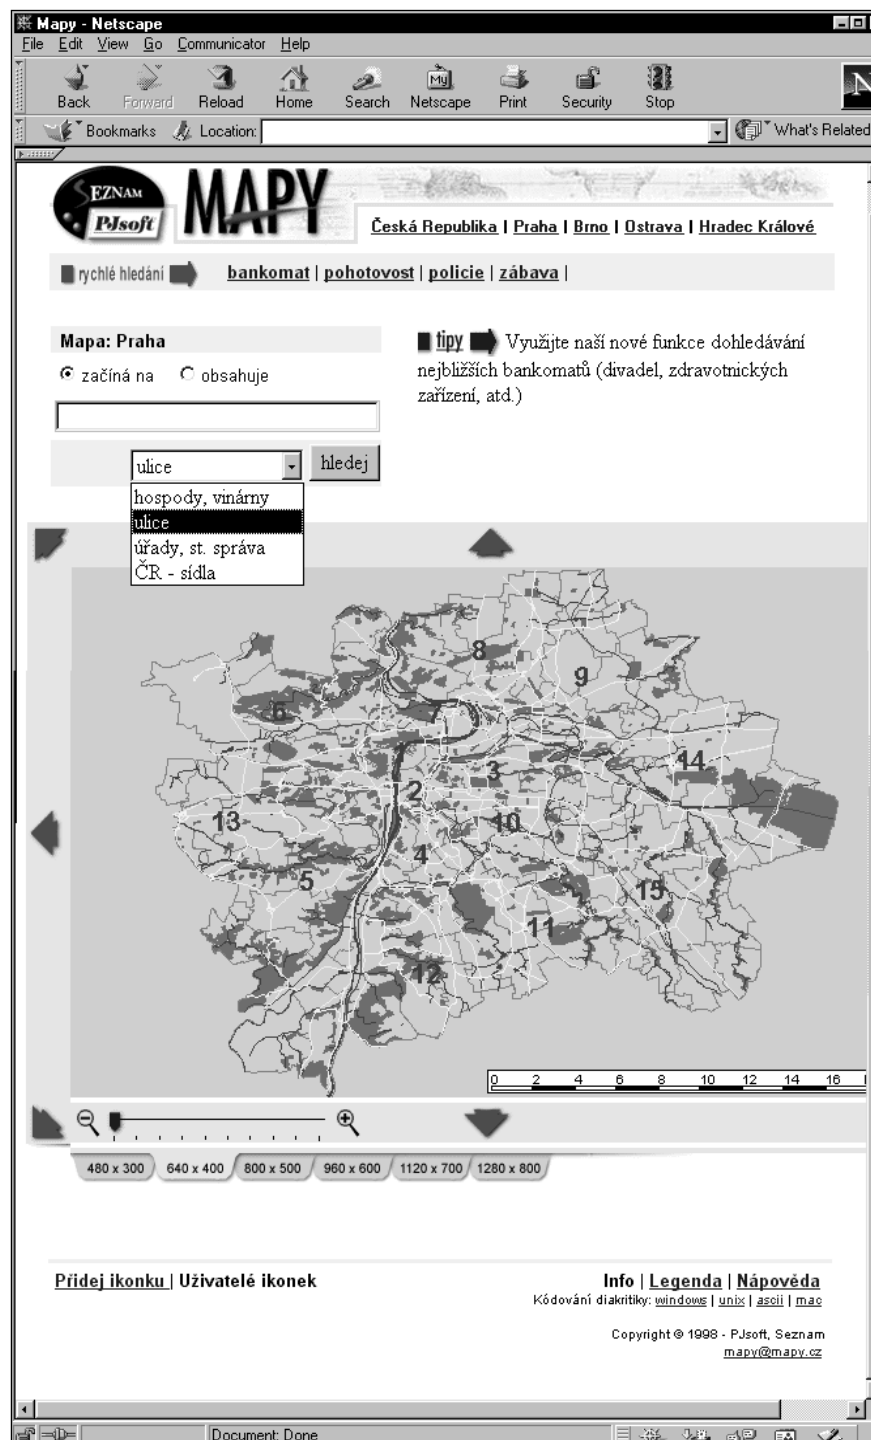 Mapy - Netscape
File Edit View Go Communicator Help
Back Forward Reload Home Search Netscape Print Security Stop
My
N
Bookmarks Location: What's Related
SEZNAM MAPY
PJsoft
Česká Republika | Praha | Brno | Ostrava | Hradec Králové
rychlé hledání bankomat | pohotovost | policie | zábava |
Mapa: Praha
začíná na obsahuje
tipy Využijte naší nové funkce dohledávání
nejbližších bankomatů (divadel, zdravotnických
zařízení, atd.)
ulice hledej
hospody, vinárny
ulice
úřady, st. správa
ČR - sídla
8
9
6
14
3
2
13
10
4
5
15
11
12
0 2 4 6 8 10 12 14 16
480 x 300 640 x 400 800 x 500 960 x 600 1120 x 700 1280 x 800
Přidej ikonku | Uživatelé ikonek
Info | Legenda | Nápověda
Kódování diakritiky: windows | unix | ascii | mac
Copyright © 1998 - PJsoft, Seznam
mapy@mapy.cz
Document: Done